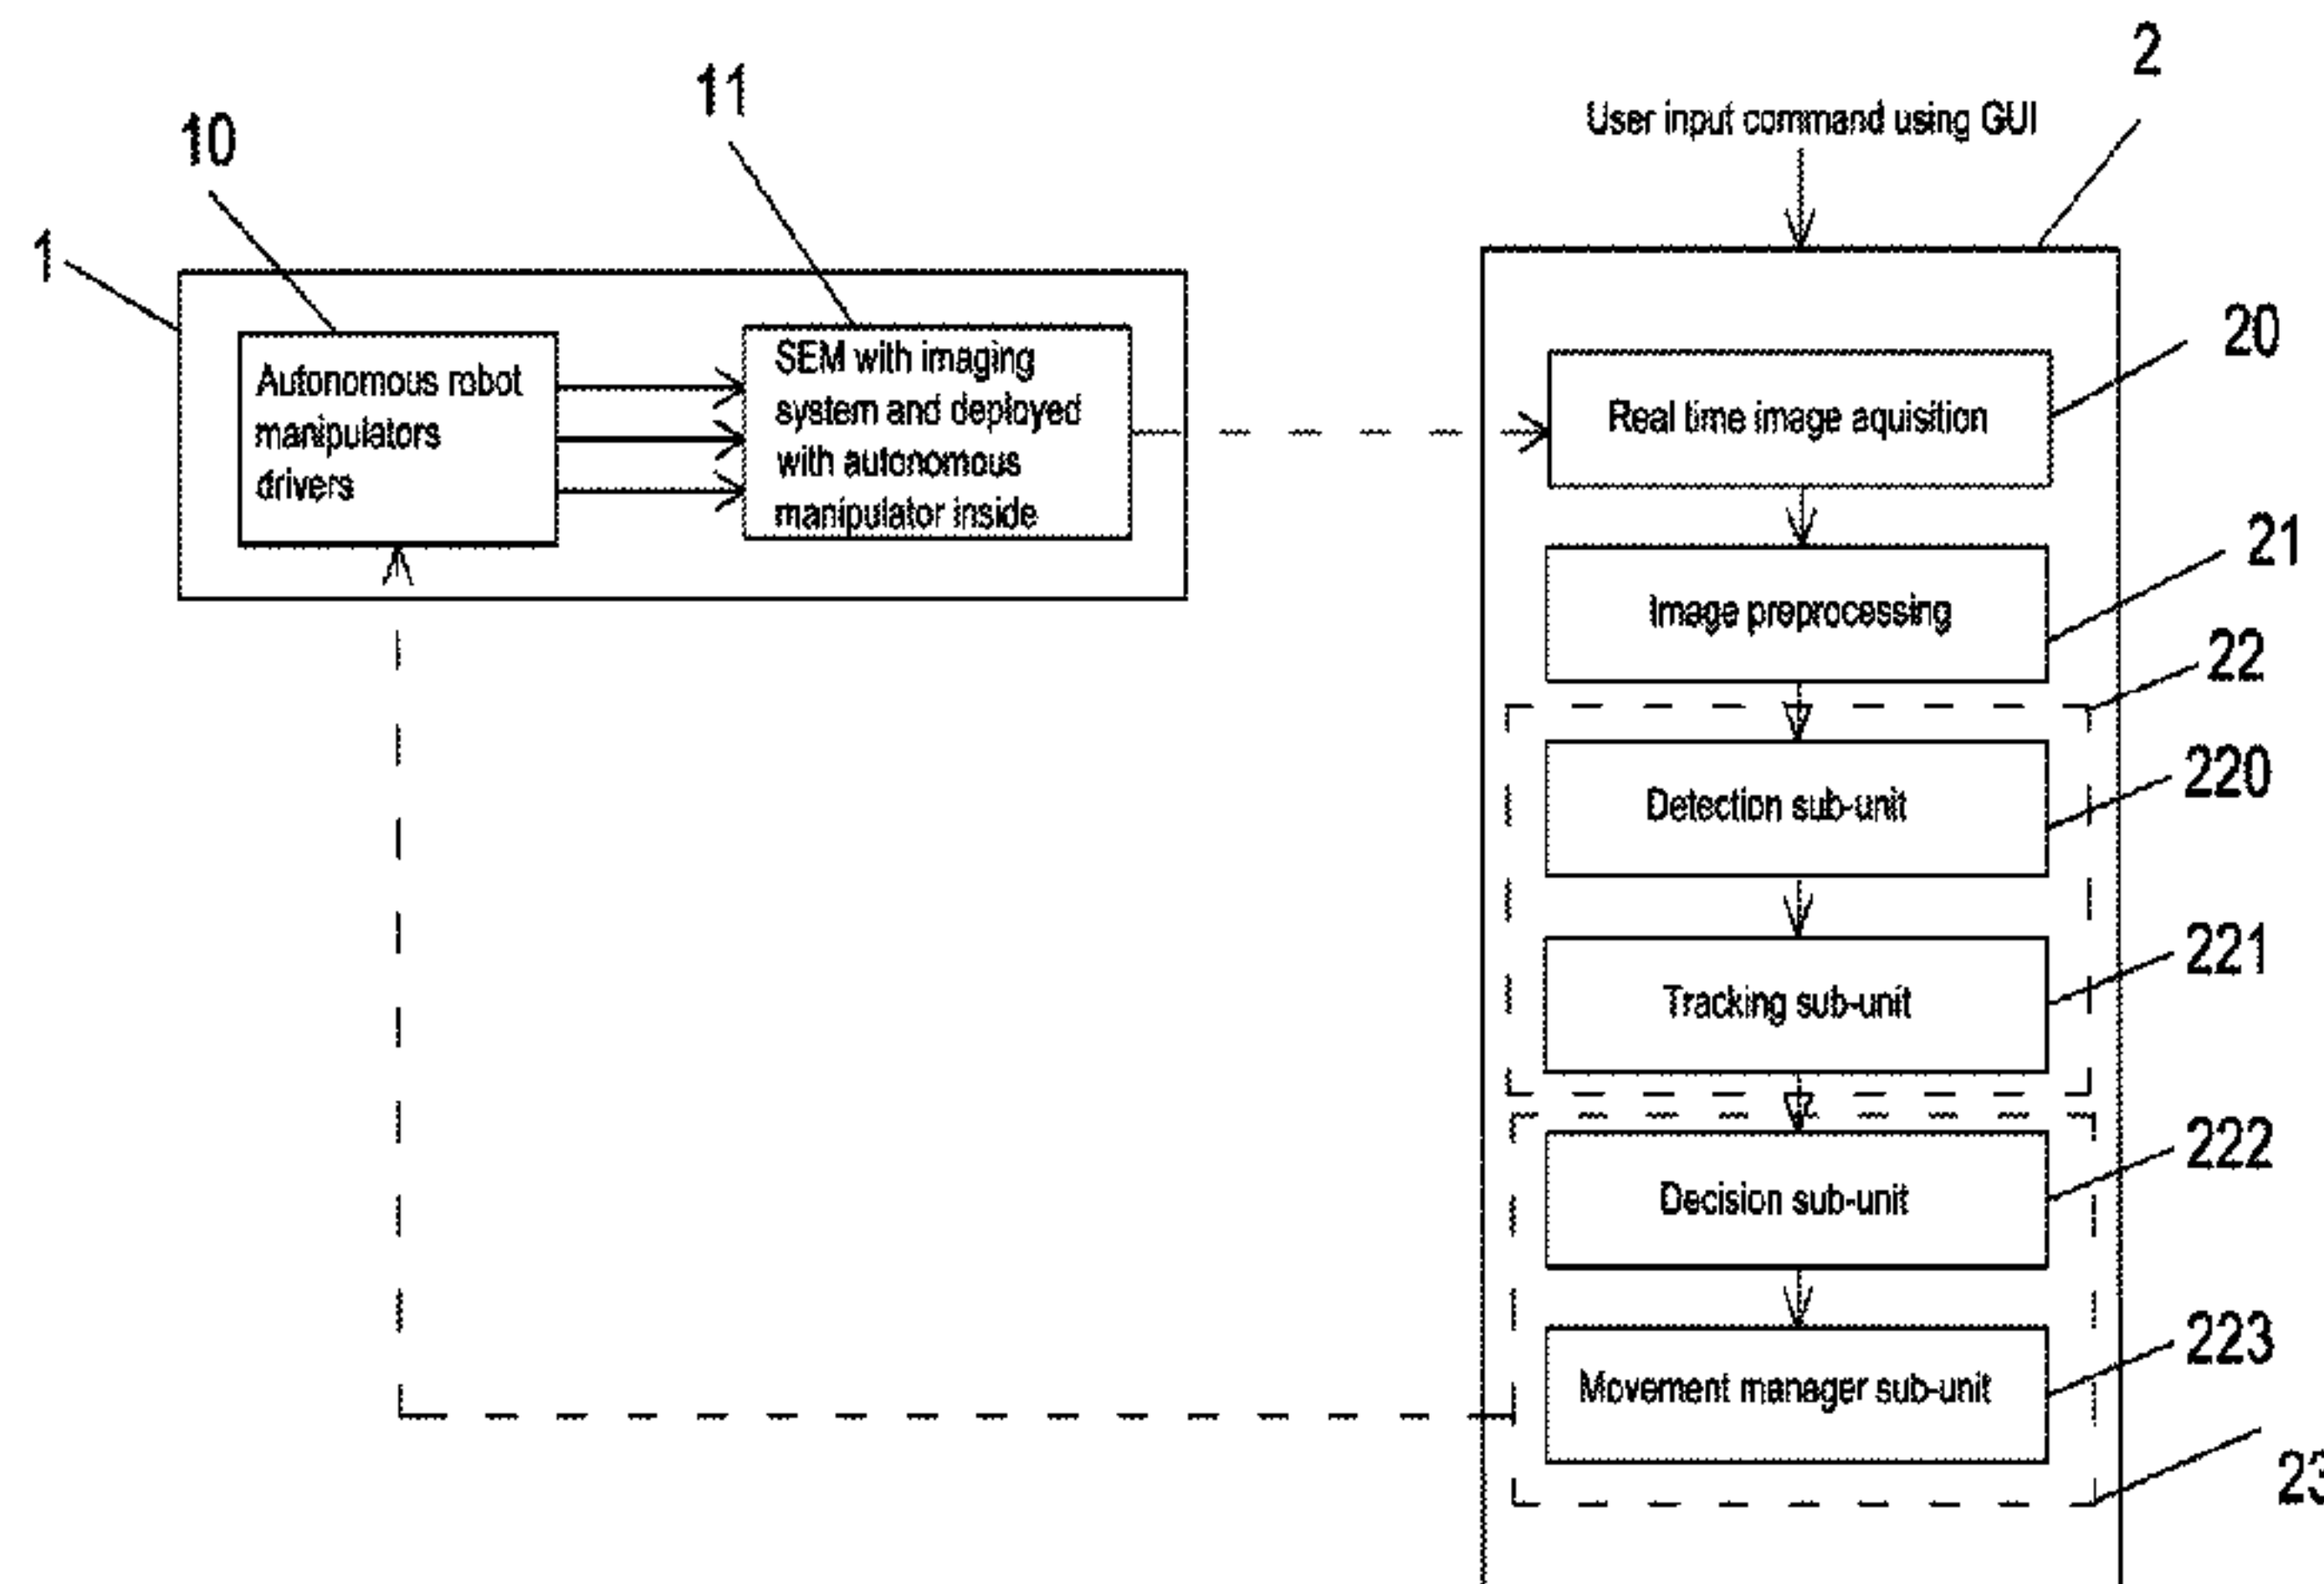 2
User input command using GUI
11
10
1
Autonomous robot
manipulators
drivers
SEM with imaging
system and deployed
with autonomous
manipulator inside
20
Real time image aquisition
21
Image preprocessing
22
220
Detection sub-unit
221
Tracking sub-unit
222
Decision sub-unit
223
Movement manager sub-unit
23